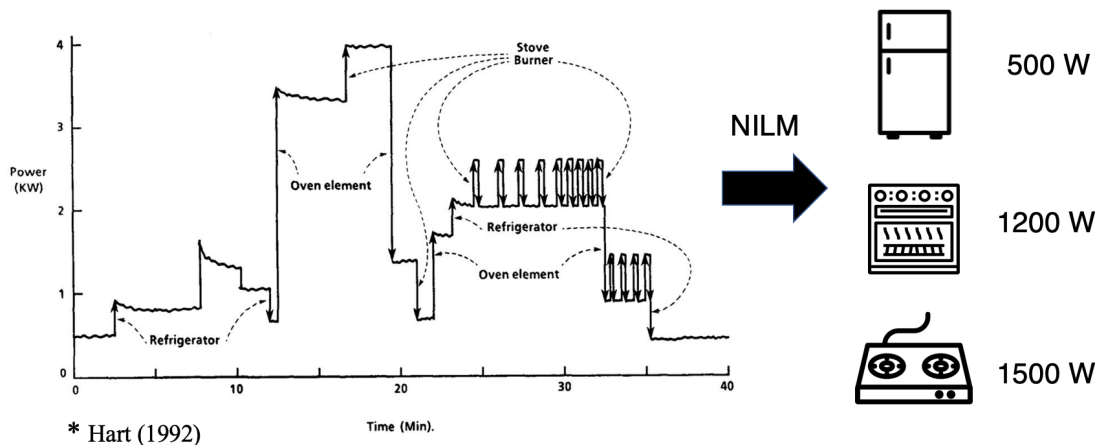 4
3
2
1
0
Power
(KW)
0
10
20
30
40
Time (Min).
Stove
Burner
Oven element
Refrigerator
Oven element
Refrigerator
* Hart (1992)
NILM
500 W
1200 W
1500 W